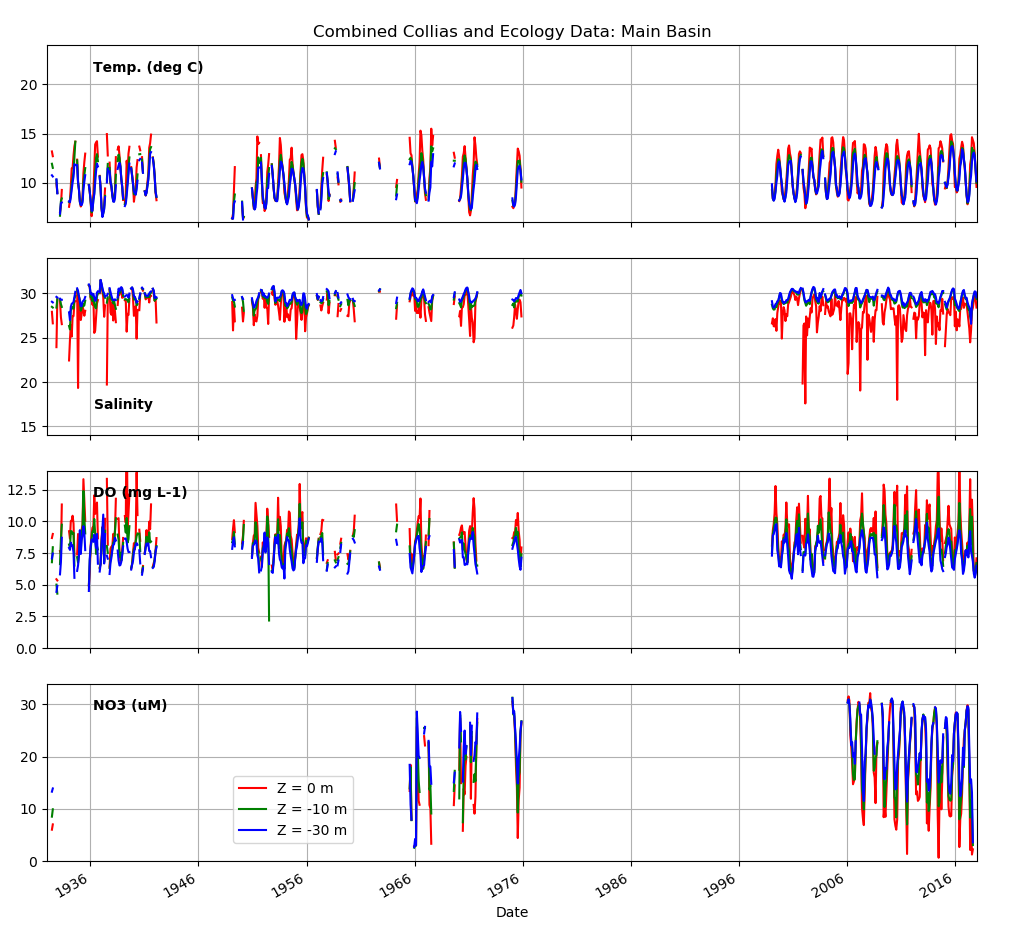 Combined Collias and Ecology Data: Main Basin
Temp. (deg C)
20
15
10
30
25
20
15
Salinity
12.5
10.0
7.5
5.0
2.5
0.0
DO (mg L-1)
30
20
10
0
NO3 (uM)
Z = 0 m
Z = -10 m
Z = -30 m
1936 1946 1956 1966 1976 1986 1996 2006 2016
Date